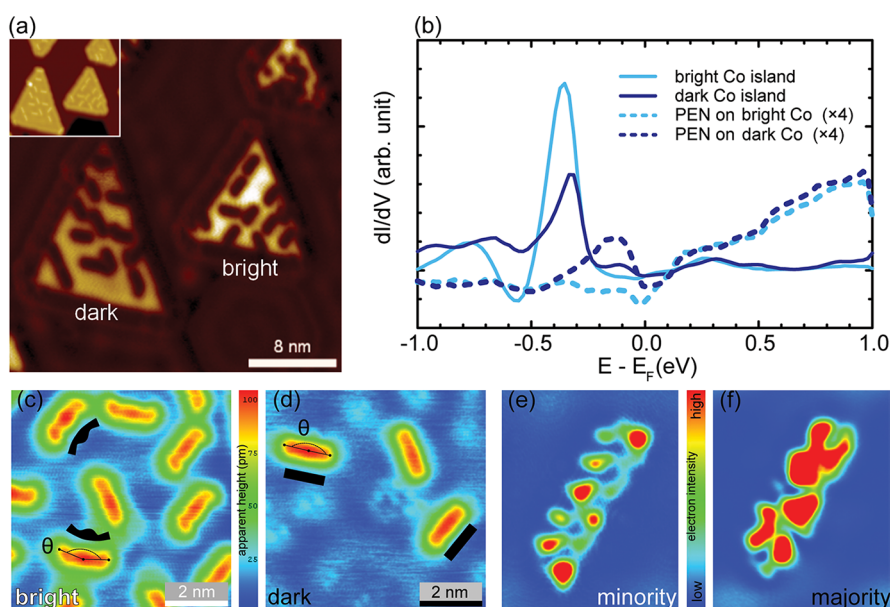 (a)
dark
bright
8 nm
(b)
dI/dV (arb. unit)
bright Co island
dark Co island
PEN on bright Co (×4)
PEN on dark Co (×4)
-1.0
-0.5
0.0
0.5
1.0
E - EF(eV)
(c)
θ
bright
2 nm
100
75
50
25
apparent height (pm)
(d)
θ
dark
2 nm
(e)
minority
high
electron intensity
low
(f)
majority